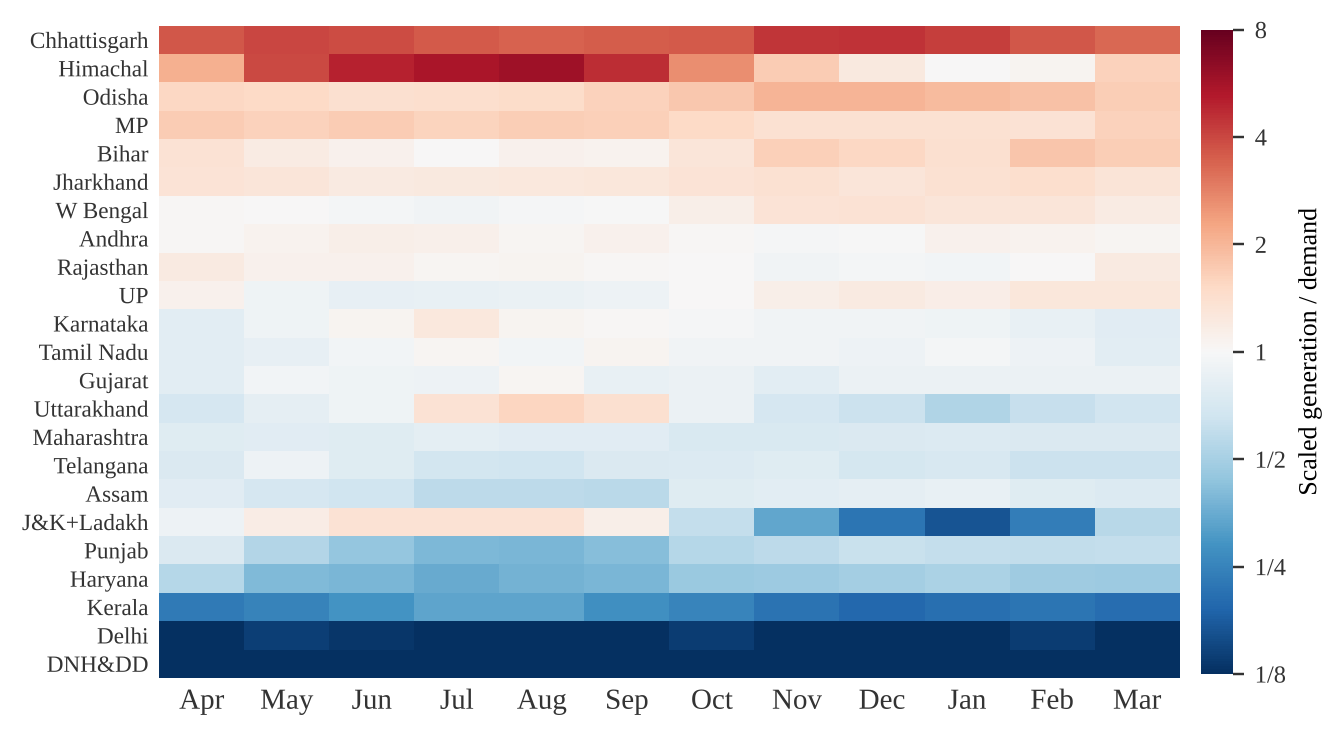 Chhattisgarh
Himachal
Odisha
MP
Bihar
Jharkhand
W Bengal
Andhra
Rajasthan
UP
Karnataka
Tamil Nadu
Gujarat
Uttarakhand
Maharashtra
Telangana
Assam
J&K+Ladakh
Punjab
Haryana
Kerala
Delhi
DNH&DD
Apr May Jun Jul Aug Sep Oct Nov Dec Jan Feb Mar
8
4
2
1
1/2
1/4
1/8
Scaled generation / demand